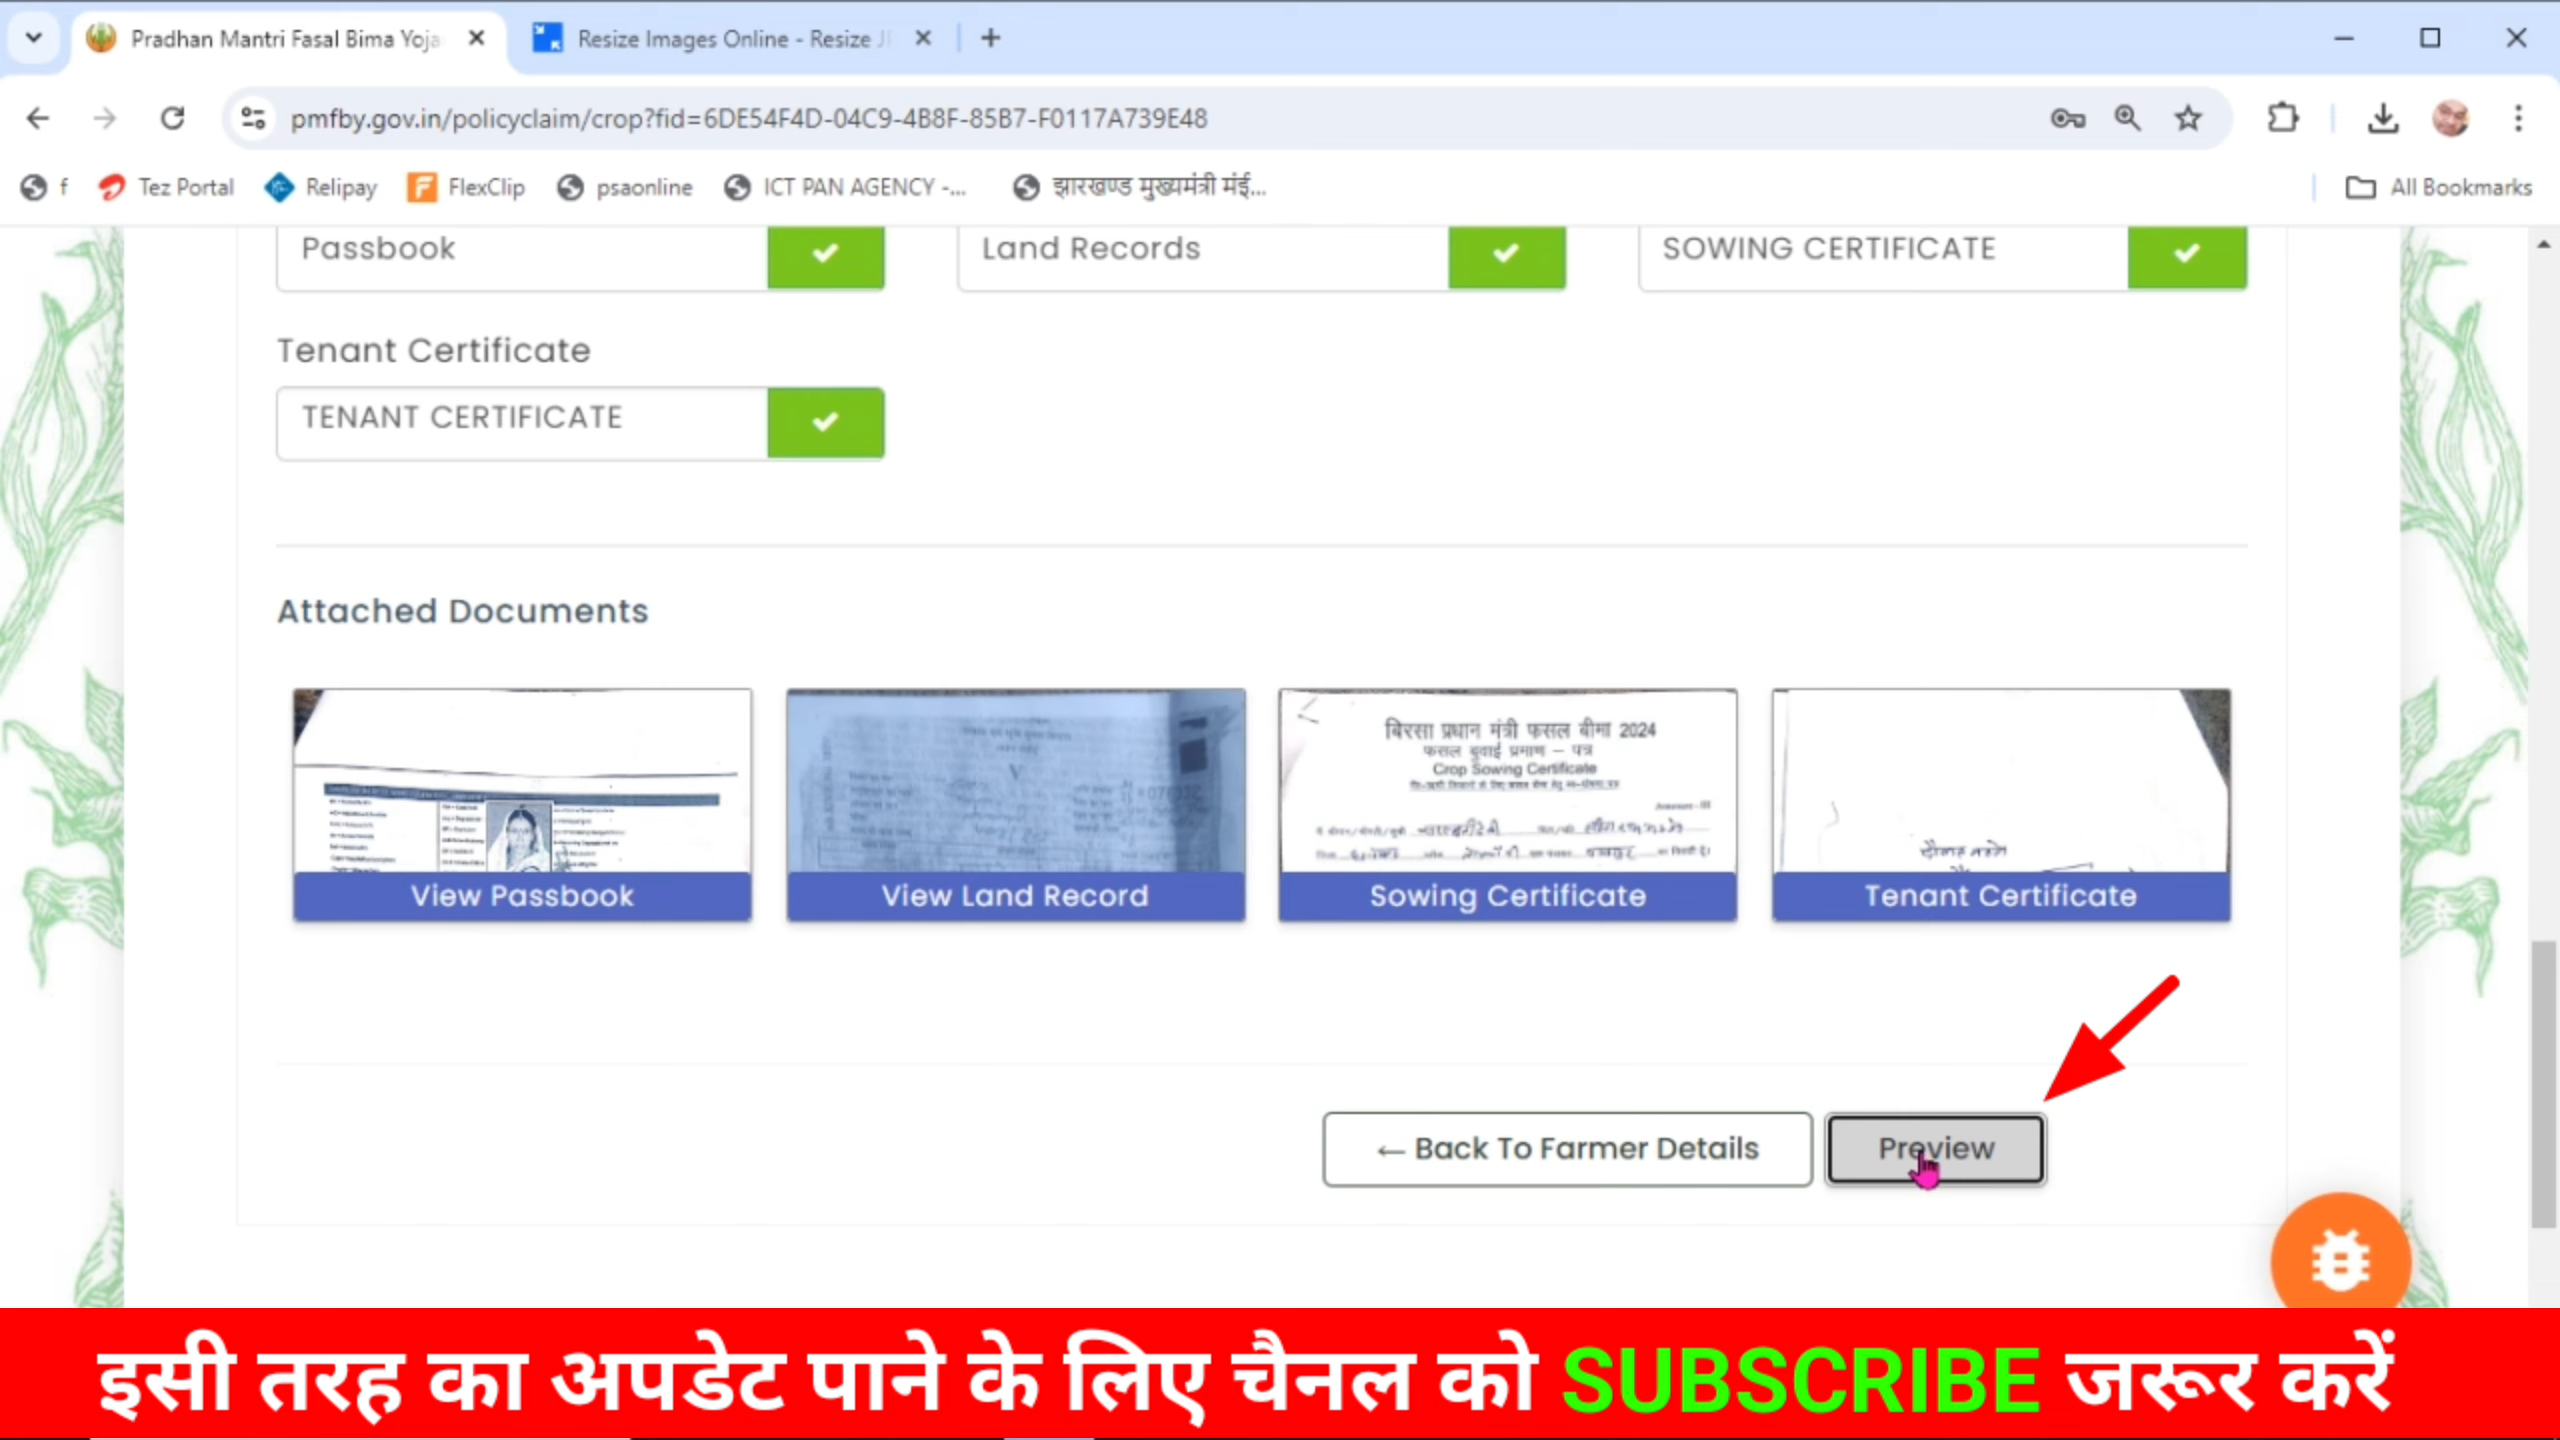 Pradhan Mantri Fasal Bima Yoja
Resize Images Online - Resize J
pmfby.gov.in/policyclaim/crop?fid=6DE54F4D-04C9-4B8F-85B7-F0117A739E48
f Tez Portal Relipay FlexClip psaonline ICT PAN AGENCY -... झारखण्ड मुख्यमंत्री मंई... All Bookmarks
Passbook Land Records SOWING CERTIFICATE
Tenant Certificate
TENANT CERTIFICATE
Attached Documents
बिरसा प्रधान मंत्री फसल बीमा 2024
फसल बुवाई प्रमाण – पत्र
Crop Sowing Certificate
View Passbook View Land Record Sowing Certificate Tenant Certificate
← Back To Farmer Details Preview
इसी तरह का अपडेट पाने के लिए चैनल को SUBSCRIBE जरूर करें